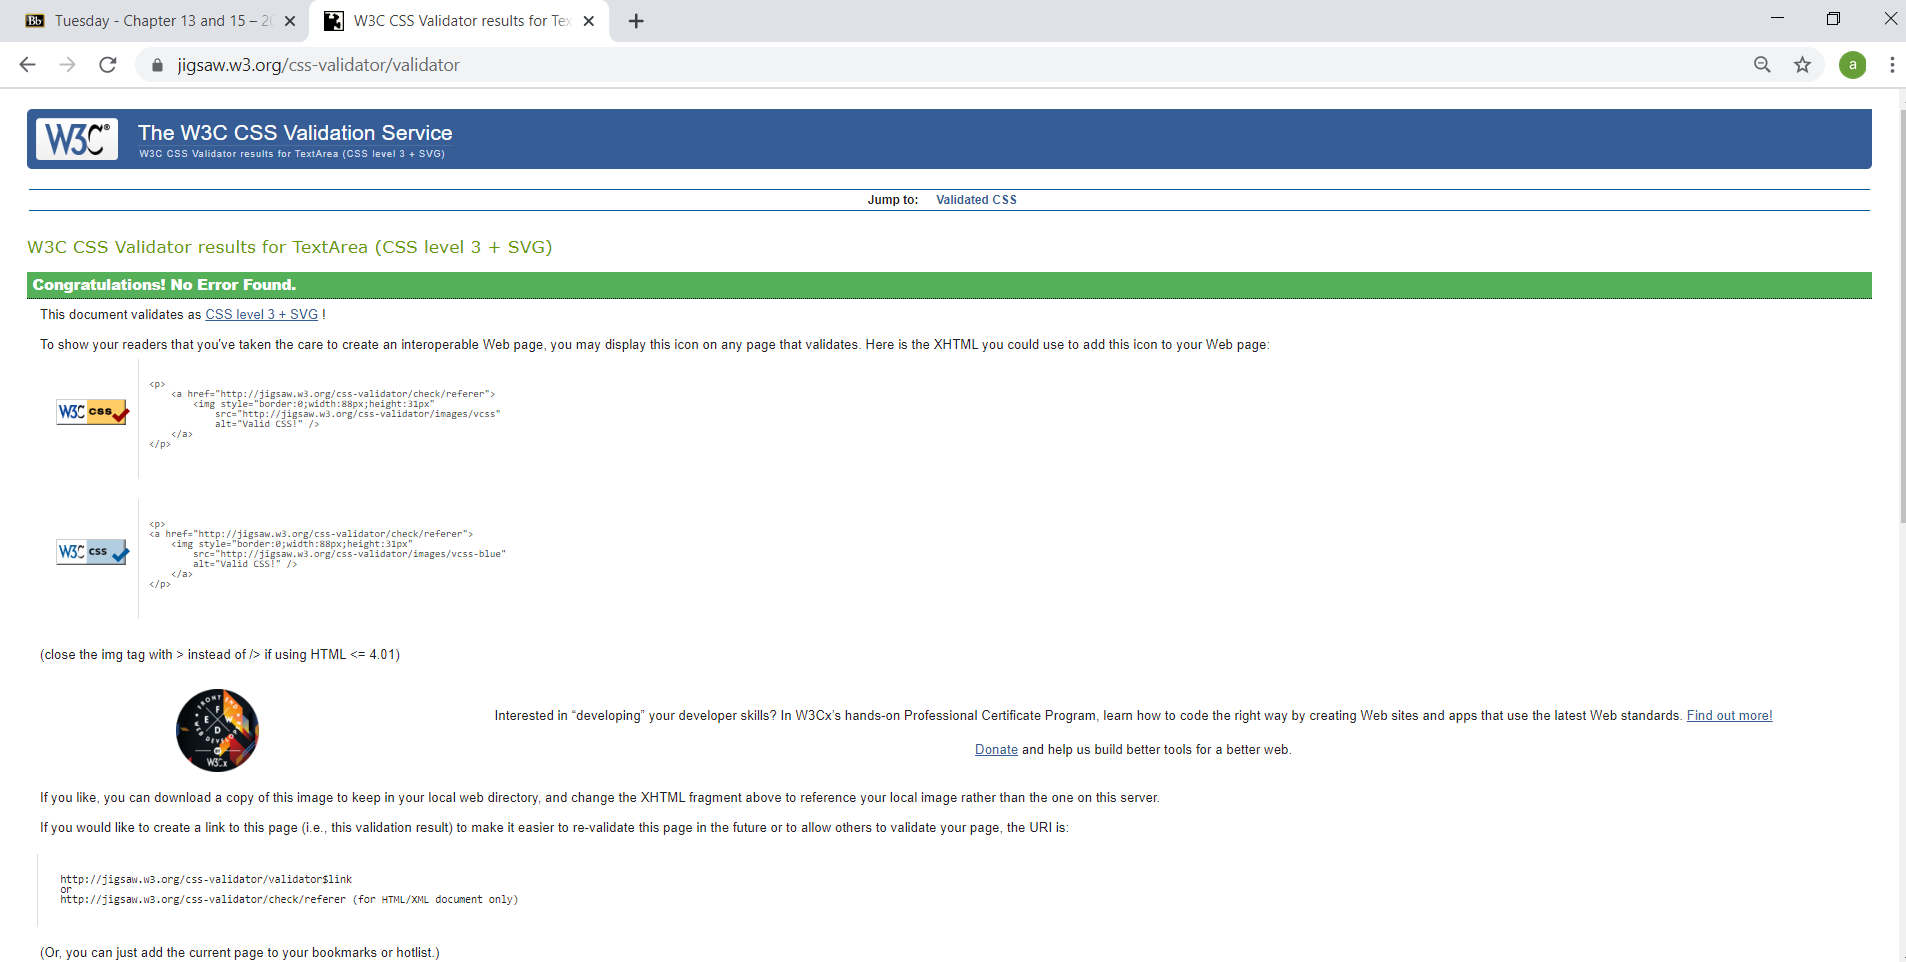 Bb Tuesday - Chapter 13 and 15 – 20
W3C CSS Validator results for Tex
jigsaw.w3.org/css-validator/validator
a
W3C®
The W3C CSS Validation Service
W3C CSS Validator results for TextArea (CSS level 3 + SVG)
Jump to: Validated CSS
W3C CSS Validator results for TextArea (CSS level 3 + SVG)
Congratulations! No Error Found.
This document validates as CSS level 3 + SVG !
To show your readers that you've taken the care to create an interoperable Web page, you may display this icon on any page that validates. Here is the XHTML you could use to add this icon to your Web page:
W3C css
<p>
<a href="http://jigsaw.w3.org/css-validator/check/referer">
<img style="border:0;width:88px;height:31px"
src="http://jigsaw.w3.org/css-validator/images/vcss"
alt="Valid CSS!" />
</a>
</p>
W3C css
<p>
<a href="http://jigsaw.w3.org/css-validator/check/referer">
<img style="border:0;width:88px;height:31px"
src="http://jigsaw.w3.org/css-validator/images/vcss-blue"
alt="Valid CSS!" />
</a>
</p>
(close the img tag with > instead of /> if using HTML <= 4.01)
FRONT END
E F W D
WEB DEVELOPER
BY
W3Cx
Interested in “developing” your developer skills? In W3Cx’s hands-on Professional Certificate Program, learn how to code the right way by creating Web sites and apps that use the latest Web standards. Find out more!
Donate and help us build better tools for a better web.
If you like, you can download a copy of this image to keep in your local web directory, and change the XHTML fragment above to reference your local image rather than the one on this server.
If you would like to create a link to this page (i.e., this validation result) to make it easier to re-validate this page in the future or to allow others to validate your page, the URI is:
http://jigsaw.w3.org/css-validator/validator$link
or
http://jigsaw.w3.org/css-validator/check/referer (for HTML/XML document only)
(Or, you can just add the current page to your bookmarks or hotlist.)